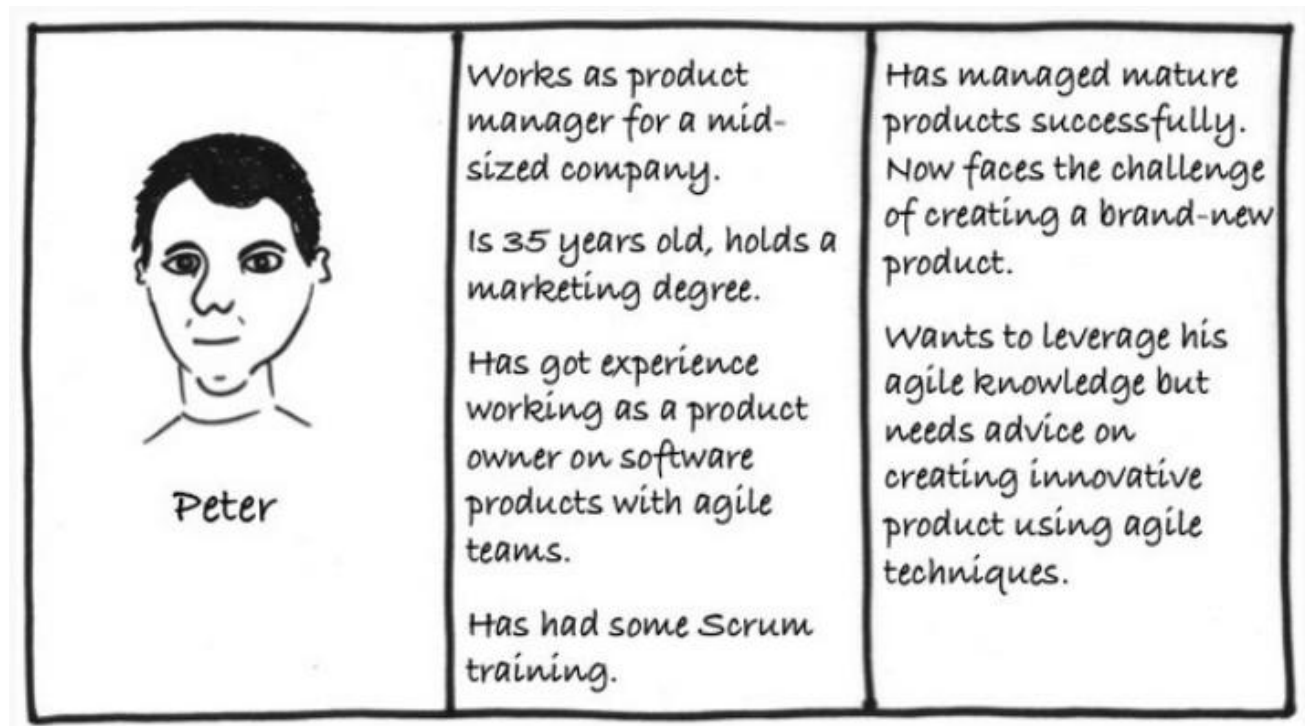 Peter
Works as product
manager for a mid-
sized company.
Is 35 years old, holds a
marketing degree.
Has got experience
working as a product
owner on software
products with agile
teams.
Has had some Scrum
training.
Has managed mature
products successfully.
Now faces the challenge
of creating a brand-new
product.
Wants to leverage his
agile knowledge but
needs advice on
creating innovative
product using agile
techniques.